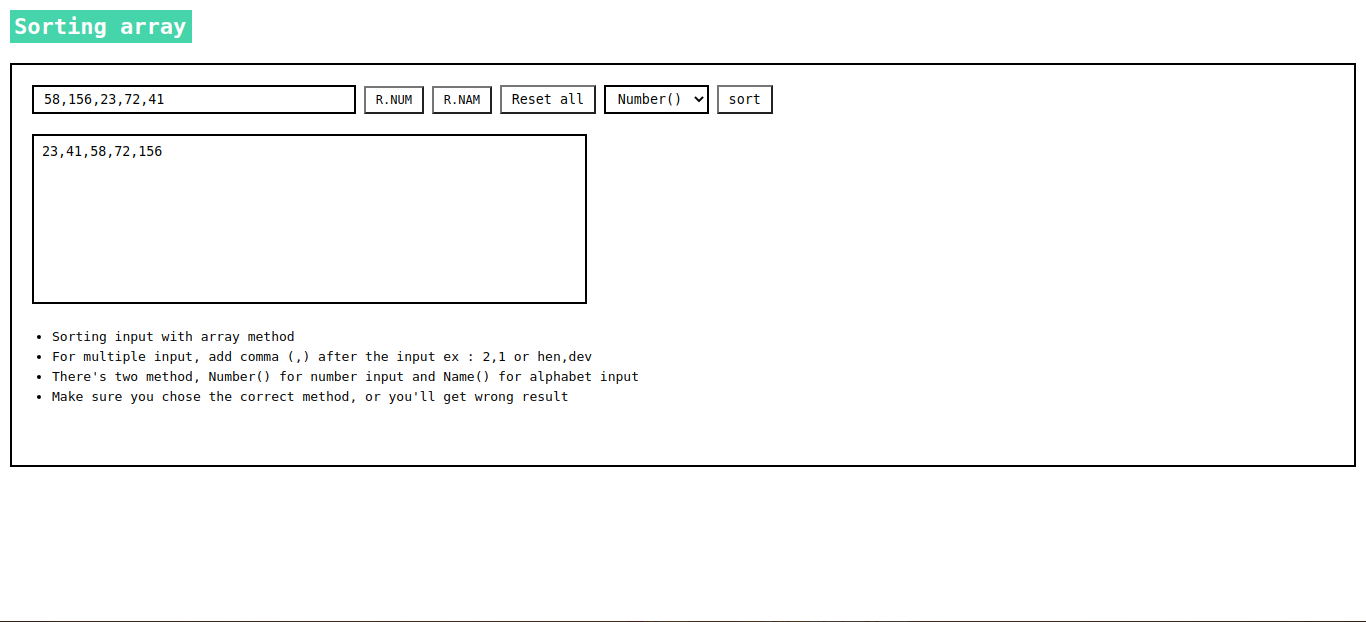 Sorting array
58,156,23,72,41 R.NUM R.NAM Reset all Number() sort
23,41,58,72,156
Sorting input with array method
For multiple input, add comma (,) after the input ex : 2,1 or hen,dev
There's two method, Number() for number input and Name() for alphabet input
Make sure you chose the correct method, or you'll get wrong result